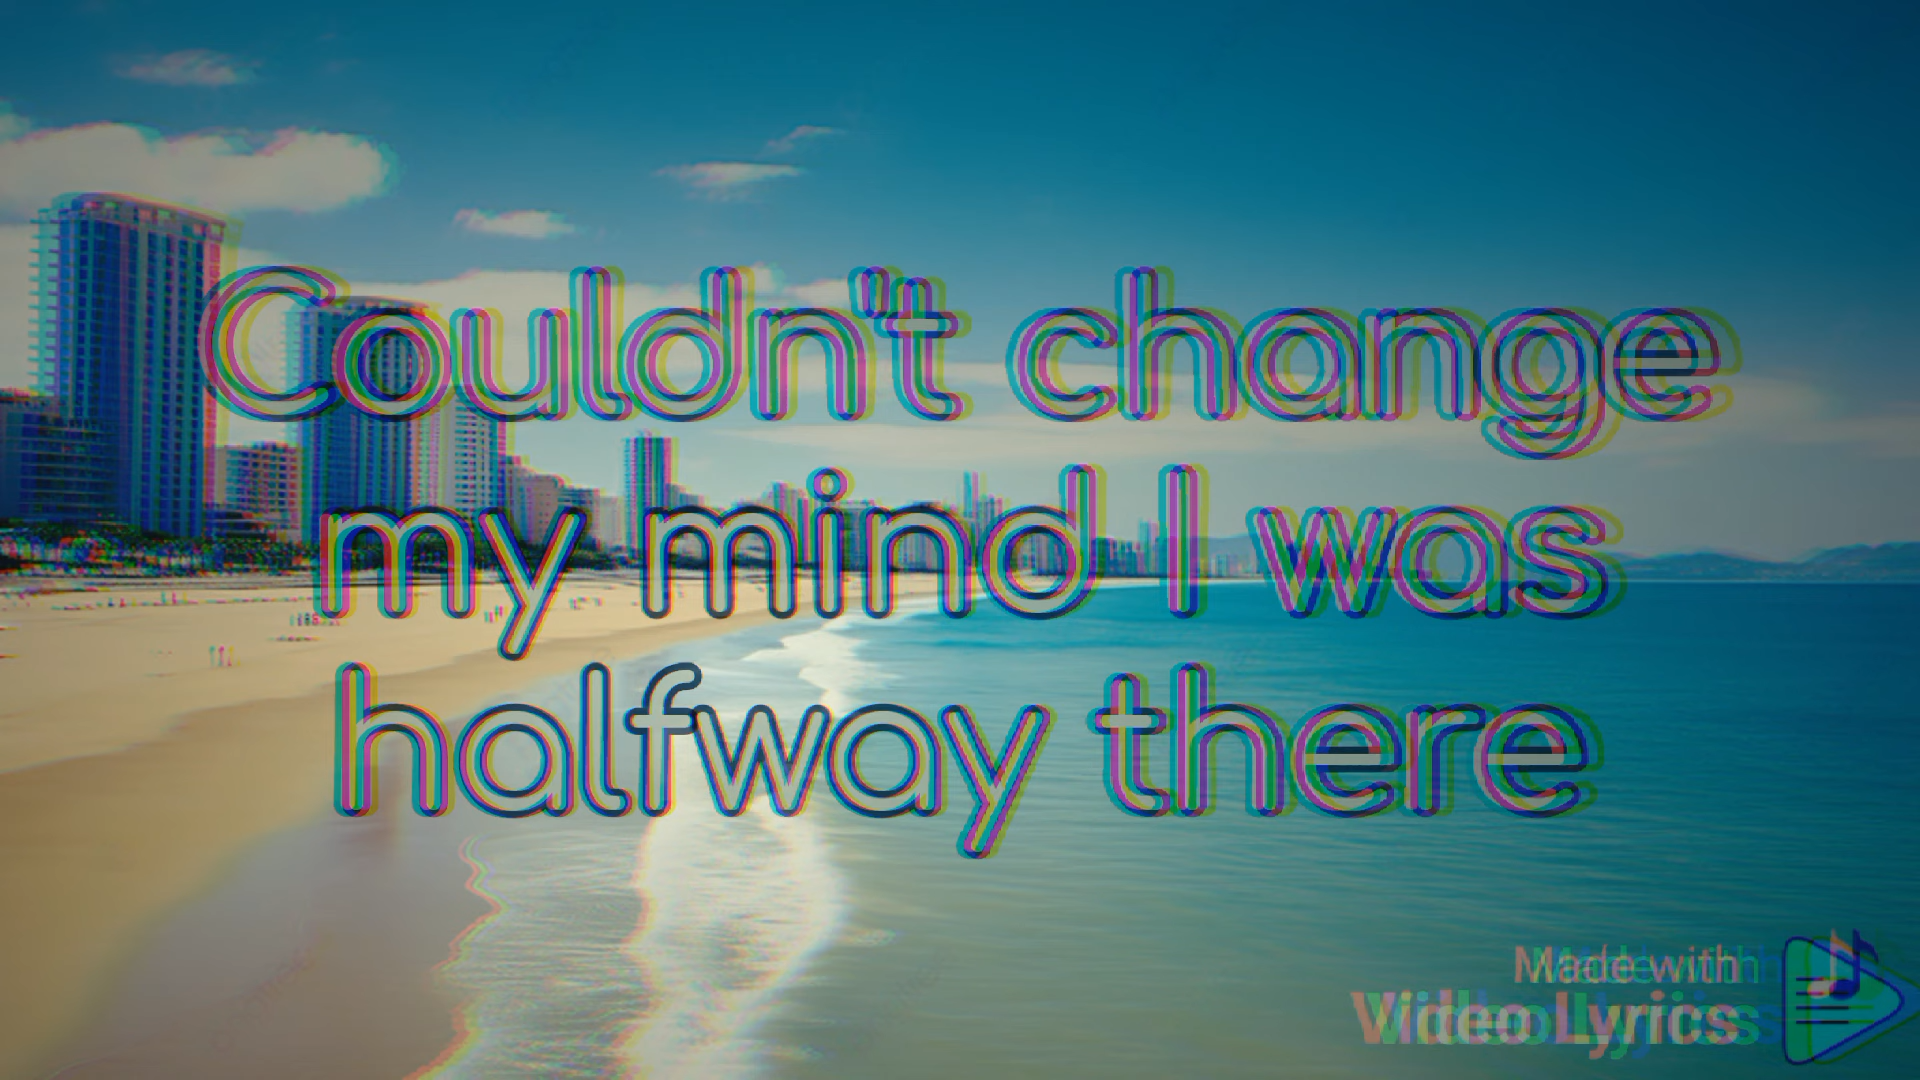 Couldn't change
my mind I was
halfway there
Made with
Video Lyrics